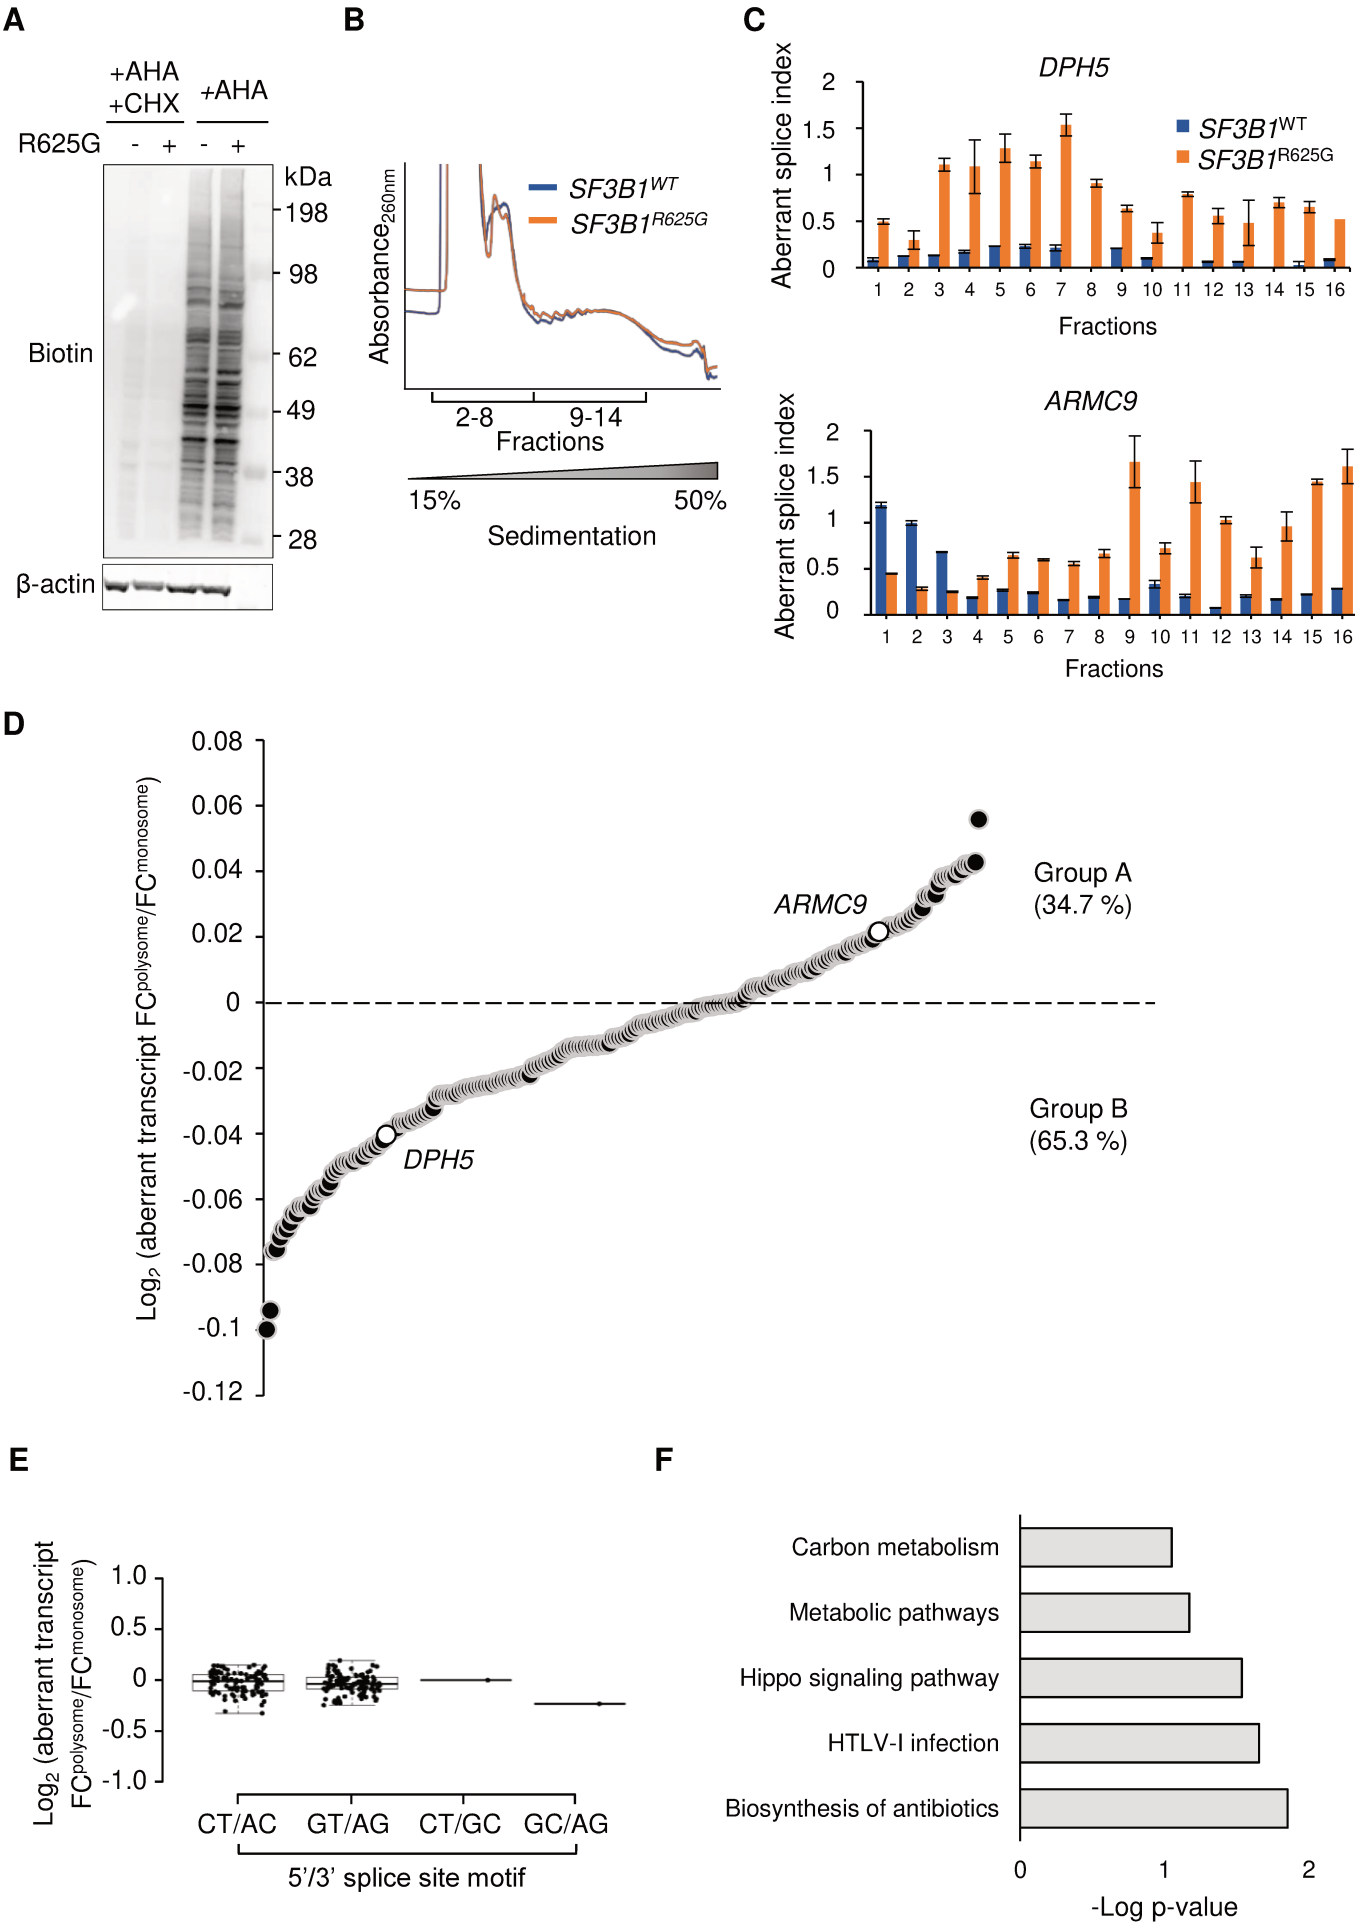 A
+AHA
+CHX
+AHA
R625G - + - +
kDa
198
98
62
49
38
28
Biotin
β-actin
B
Absorbance260nm
SF3B1WT
SF3B1R625G
2-8
9-14
Fractions
15%
50%
Sedimentation
C
DPH5
Aberrant splice index
2
1.5
1
0.5
0
SF3B1WT
SF3B1R625G
1 2 3 4 5 6 7 8 9 10 11 12 13 14 15 16
Fractions
ARMC9
Aberrant splice index
2
1.5
1
0.5
0
1 2 3 4 5 6 7 8 9 10 11 12 13 14 15 16
Fractions
D
Log2 (aberrant transcript FCpolysome/FCmonosome)
0.08
0.06
0.04
0.02
0
-0.02
-0.04
-0.06
-0.08
-0.1
-0.12
ARMC9
DPH5
Group A
(34.7 %)
Group B
(65.3 %)
E
Log2 (aberrant transcript
FCpolysome/FCmonosome)
1.0
0.5
0
-0.5
-1.0
CT/AC GT/AG CT/GC GC/AG
5’/3’ splice site motif
F
Carbon metabolism
Metabolic pathways
Hippo signaling pathway
HTLV-I infection
Biosynthesis of antibiotics
0 1 2
-Log p-value